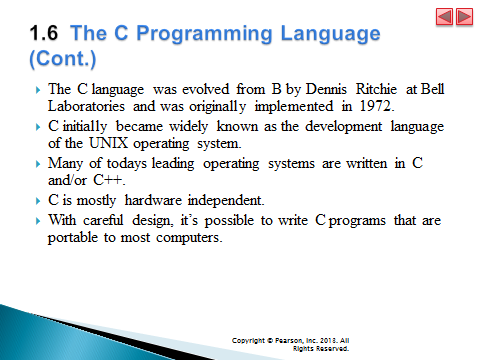 1.6 The C Programming Language
(Cont.)
The C language was evolved from B by Dennis Ritchie at Bell
Laboratories and was originally implemented in 1972.
C initially became widely known as the development language
of the UNIX operating system.
Many of todays leading operating systems are written in C
and/or C++.
C is mostly hardware independent.
With careful design, it’s possible to write C programs that are
portable to most computers.
Copyright © Pearson, Inc. 2013. All
Rights Reserved.